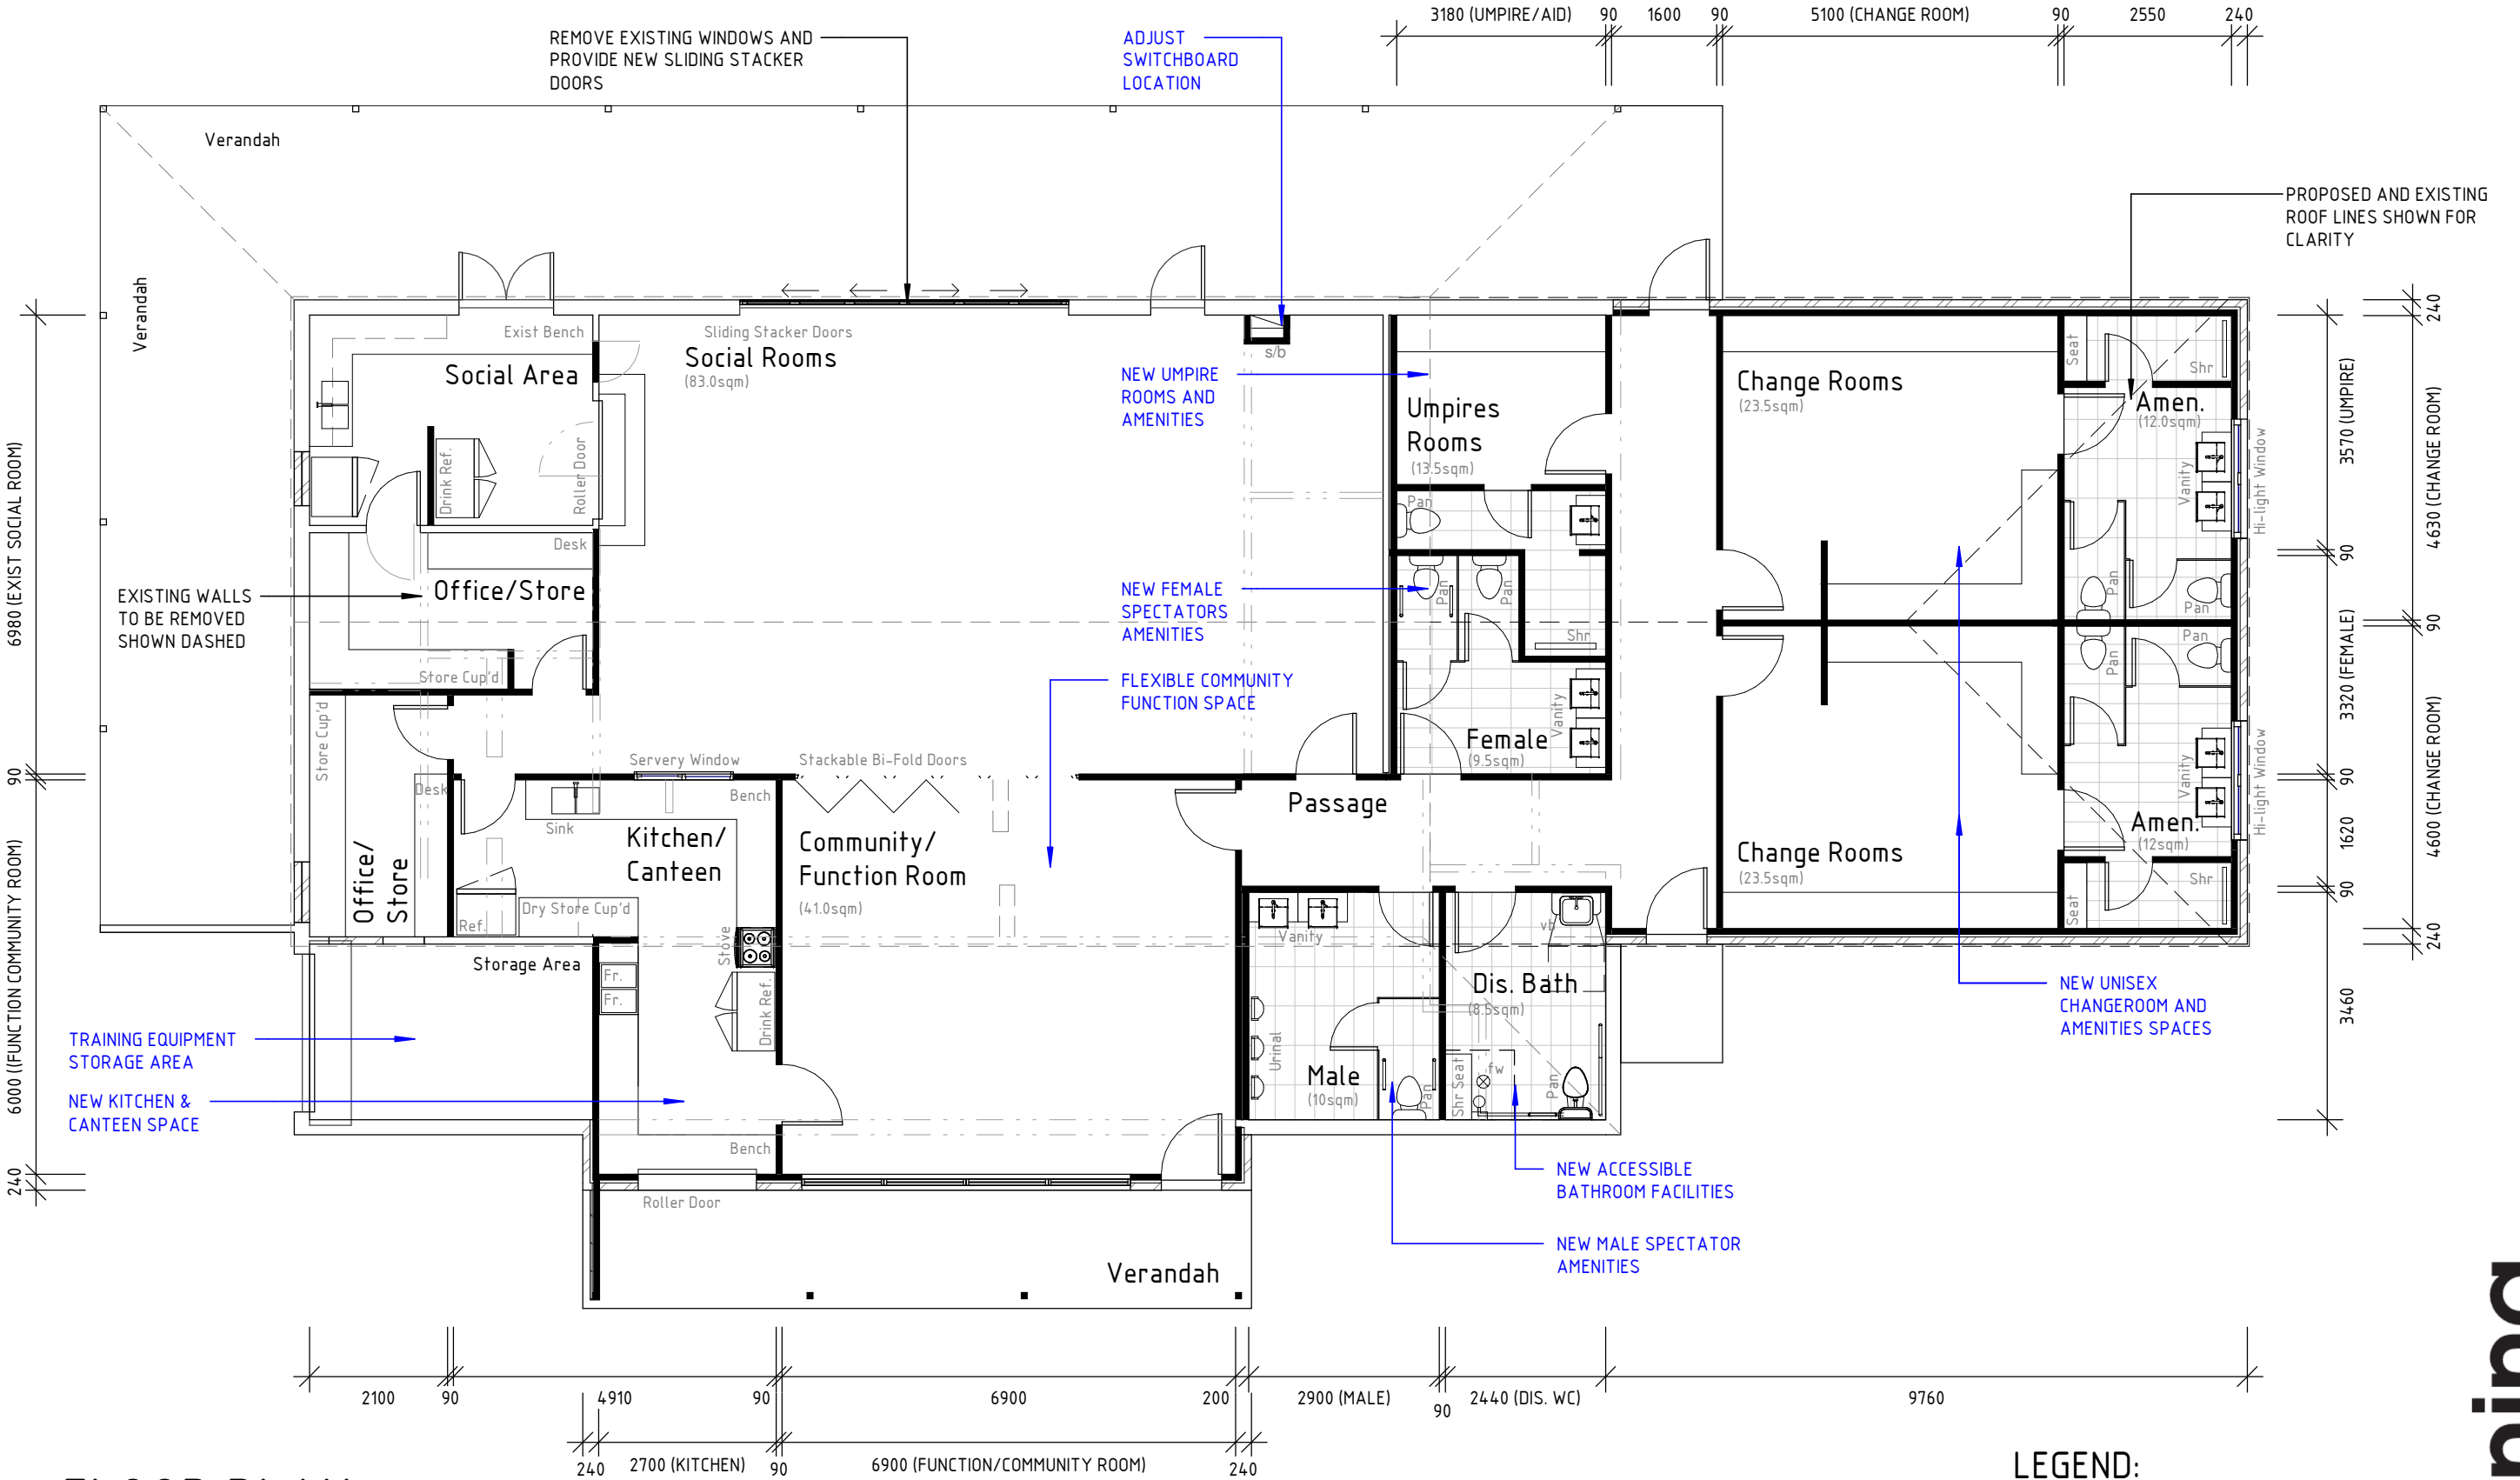 3180 (UMPIRE/AID)
90
1600
90
5100 (CHANGE ROOM)
90
2550
240
REMOVE EXISTING WINDOWS AND
PROVIDE NEW SLIDING STACKER
DOORS
ADJUST
SWITCHBOARD
LOCATION
Verandah
PROPOSED AND EXISTING
ROOF LINES SHOWN FOR
CLARITY
Verandah
Exist Bench
Social Area
Drink Ref.
Roller Door
Sliding Stacker Doors
Social Rooms
(83.0sqm)
s/b
NEW UMPIRE
ROOMS AND
AMENITIES
Umpires
Rooms
(13.5sqm)
Pan
Change Rooms
(23.5sqm)
Seat
Shr
Amen.
(12.0sqm)
Vanity
Hi-light Window
Pan
Pan
240
3570 (UMPIRE)
4630 (CHANGE ROOM)
90
90
3320 (FEMALE)
90
4600 (CHANGE ROOM)
1620
90
240
3460
6980 (EXIST SOCIAL ROOM)
90
6000 (FUNCTION COMMUNITY ROOM)
240
EXISTING WALLS
TO BE REMOVED
SHOWN DASHED
Desk
Office/Store
Store Cup'd
Store Cup'd
Desk
Office/
Store
NEW FEMALE
SPECTATORS
AMENITIES
Pan
Pan
Shr
Vanity
Female
(9.5sqm)
FLEXIBLE COMMUNITY
FUNCTION SPACE
Servery Window
Stackable Bi-Fold Doors
Bench
Sink
Kitchen/
Canteen
Dry Store Cup'd
Ref.
Stove
Community/
Function Room
(41.0sqm)
Passage
Pan
Pan
Vanity
Hi-light Window
Amen.
(12sqm)
Change Rooms
(23.5sqm)
Seat
Shr
Storage Area
Fr.
Fr.
Drink Ref.
Bench
Roller Door
TRAINING EQUIPMENT
STORAGE AREA
NEW KITCHEN &
CANTEEN SPACE
Vanity
Urinal
Male
(10sqm)
Pan
vb
Dis. Bath
(8.5sqm)
Shr Seat
fw
Pan
NEW UNISEX
CHANGEROOM AND
AMENITIES SPACES
NEW ACCESSIBLE
BATHROOM FACILITIES
NEW MALE SPECTATOR
AMENITIES
Verandah
2100
90
4910
90
6900
200
2900 (MALE)
90
2440 (DIS. WC)
9760
240
2700 (KITCHEN)
90
6900 (FUNCTION/COMMUNITY ROOM)
240
LEGEND: